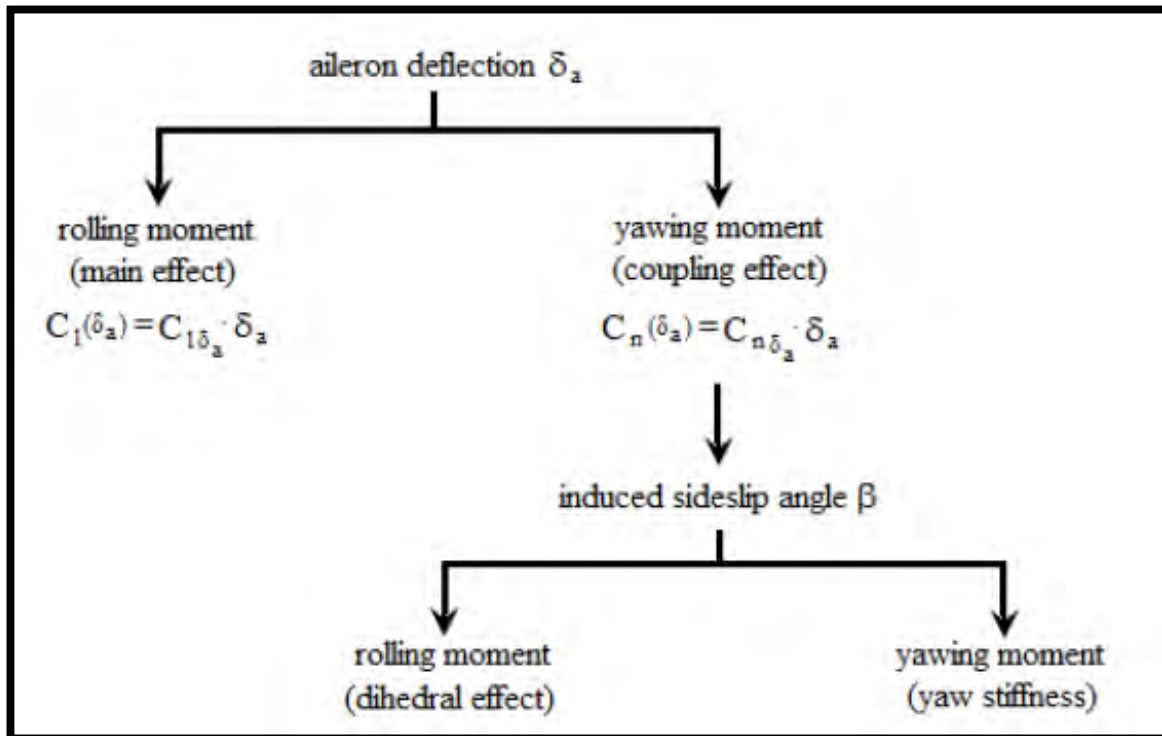 aileron deflection δₐ
rolling moment
(main effect)
C₁(δₐ) = C₁δₐ · δₐ
yawing moment
(coupling effect)
Cₙ(δₐ) = Cₙδₐ · δₐ
induced sideslip angle β
rolling moment
(dihedral effect)
yawing moment
(yaw stiffness)